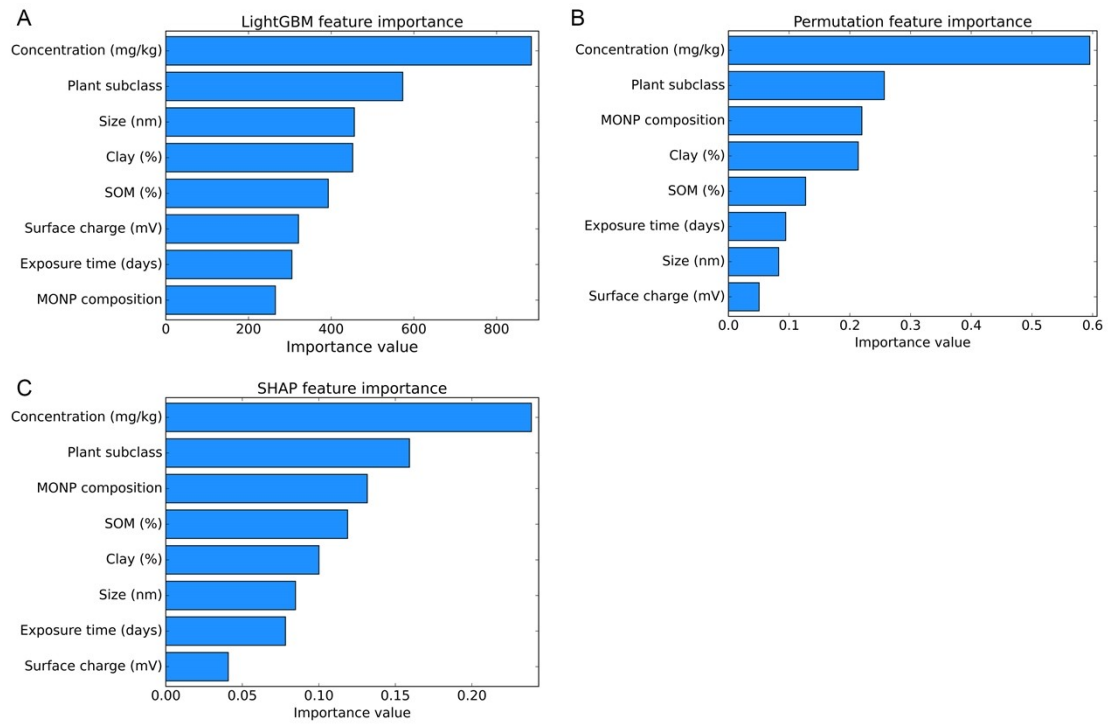 A
LightGBM feature importance
Concentration (mg/kg)
Plant subclass
Size (nm)
Clay (%)
SOM (%)
Surface charge (mV)
Exposure time (days)
MONP composition
0 200 400 600 800
Importance value
B
Permutation feature importance
Concentration (mg/kg)
Plant subclass
MONP composition
Clay (%)
SOM (%)
Exposure time (days)
Size (nm)
Surface charge (mV)
0.0 0.1 0.2 0.3 0.4 0.5 0.6
Importance value
C
SHAP feature importance
Concentration (mg/kg)
Plant subclass
MONP composition
SOM (%)
Clay (%)
Size (nm)
Exposure time (days)
Surface charge (mV)
0.00 0.05 0.10 0.15 0.20
Importance value